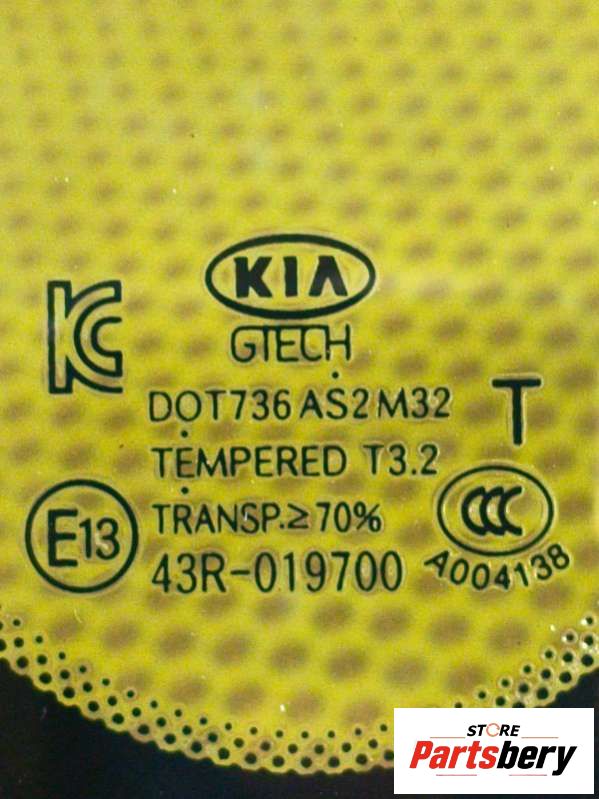 KIA
GTECH
KC
DOT736 AS2 M32
T
TEMPERED T3.2
TRANSP.≥70%
E13
43R-019700
CCC
A004138
STORE
Partsbery